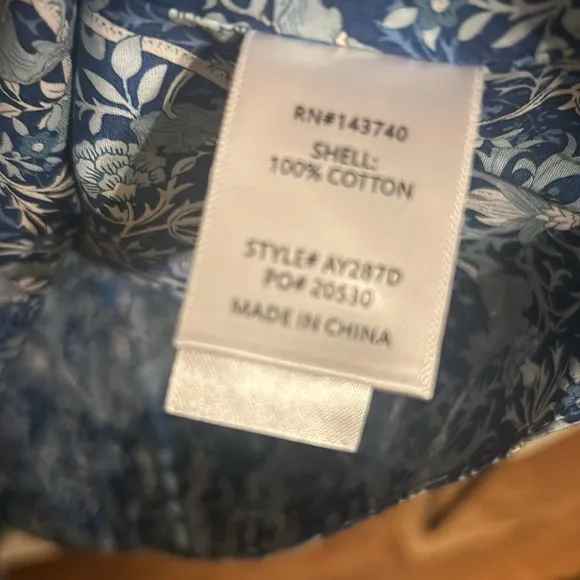 RN#143740
SHELL:
100% COTTON
STYLE# AY287D
PO# 20530
MADE IN CHINA